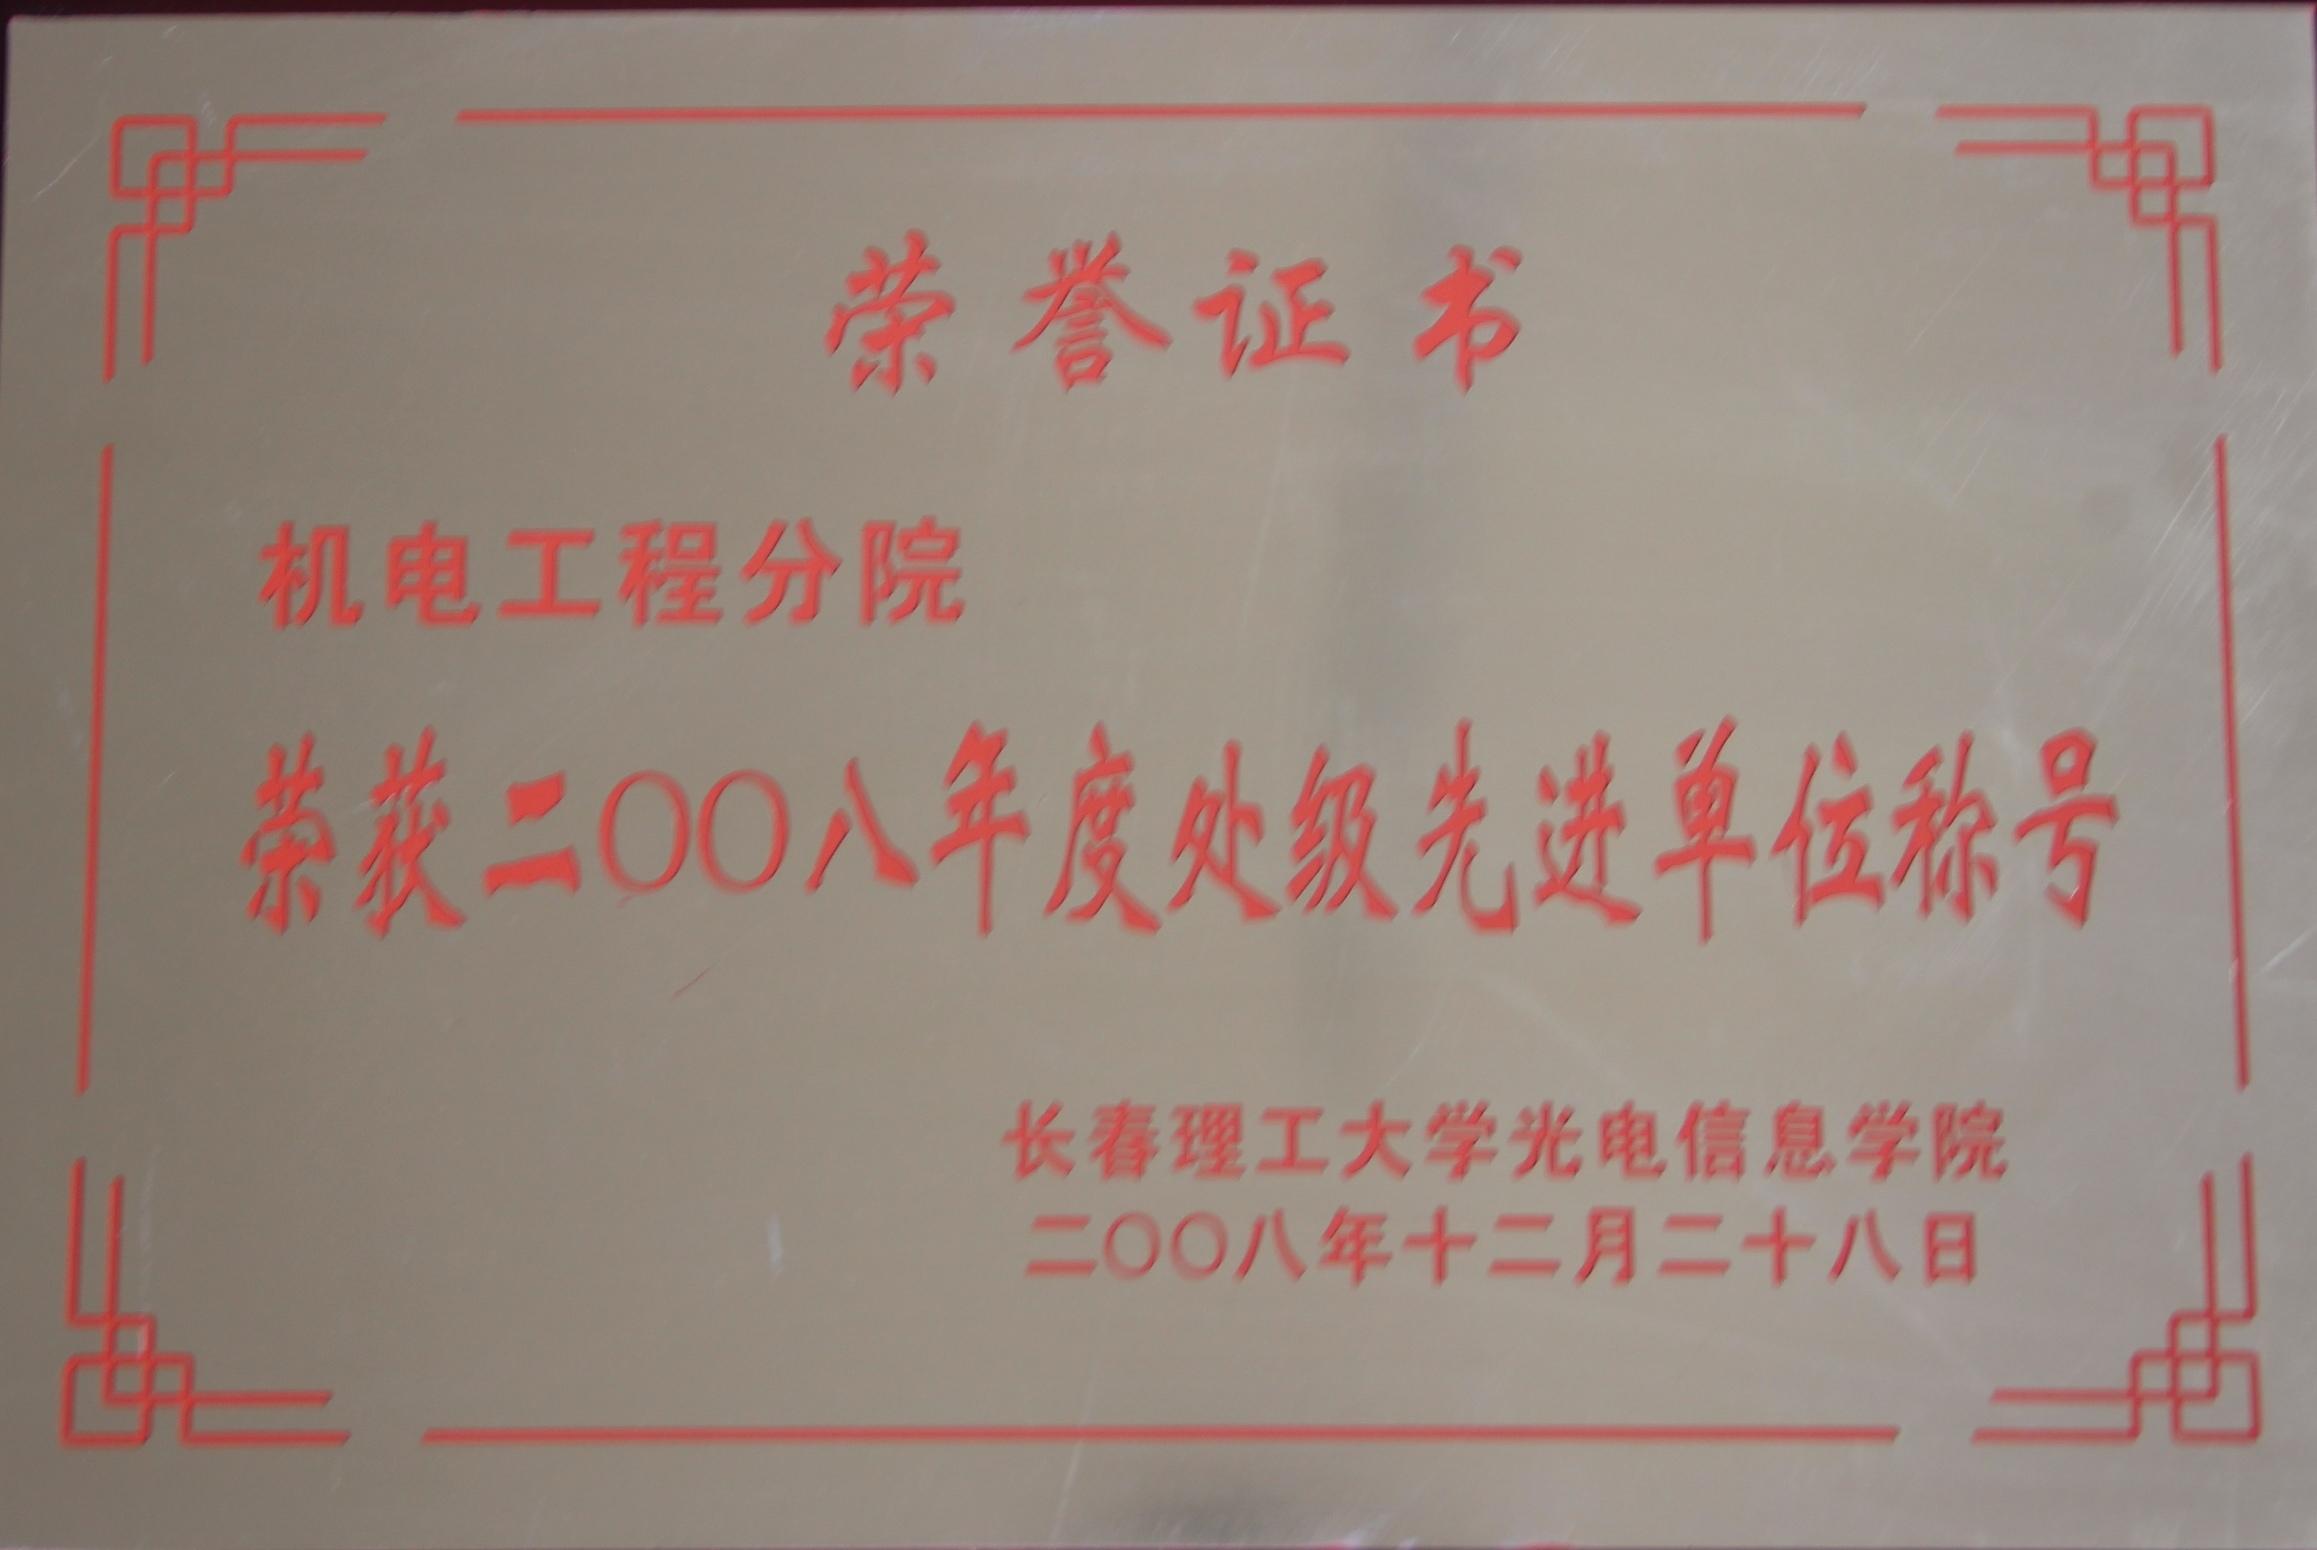 荣誉证书
机电工程分院
荣获二〇〇八年度处级先进单位称号
长春理工大学光电信息学院
二〇〇八年十二月二十八日